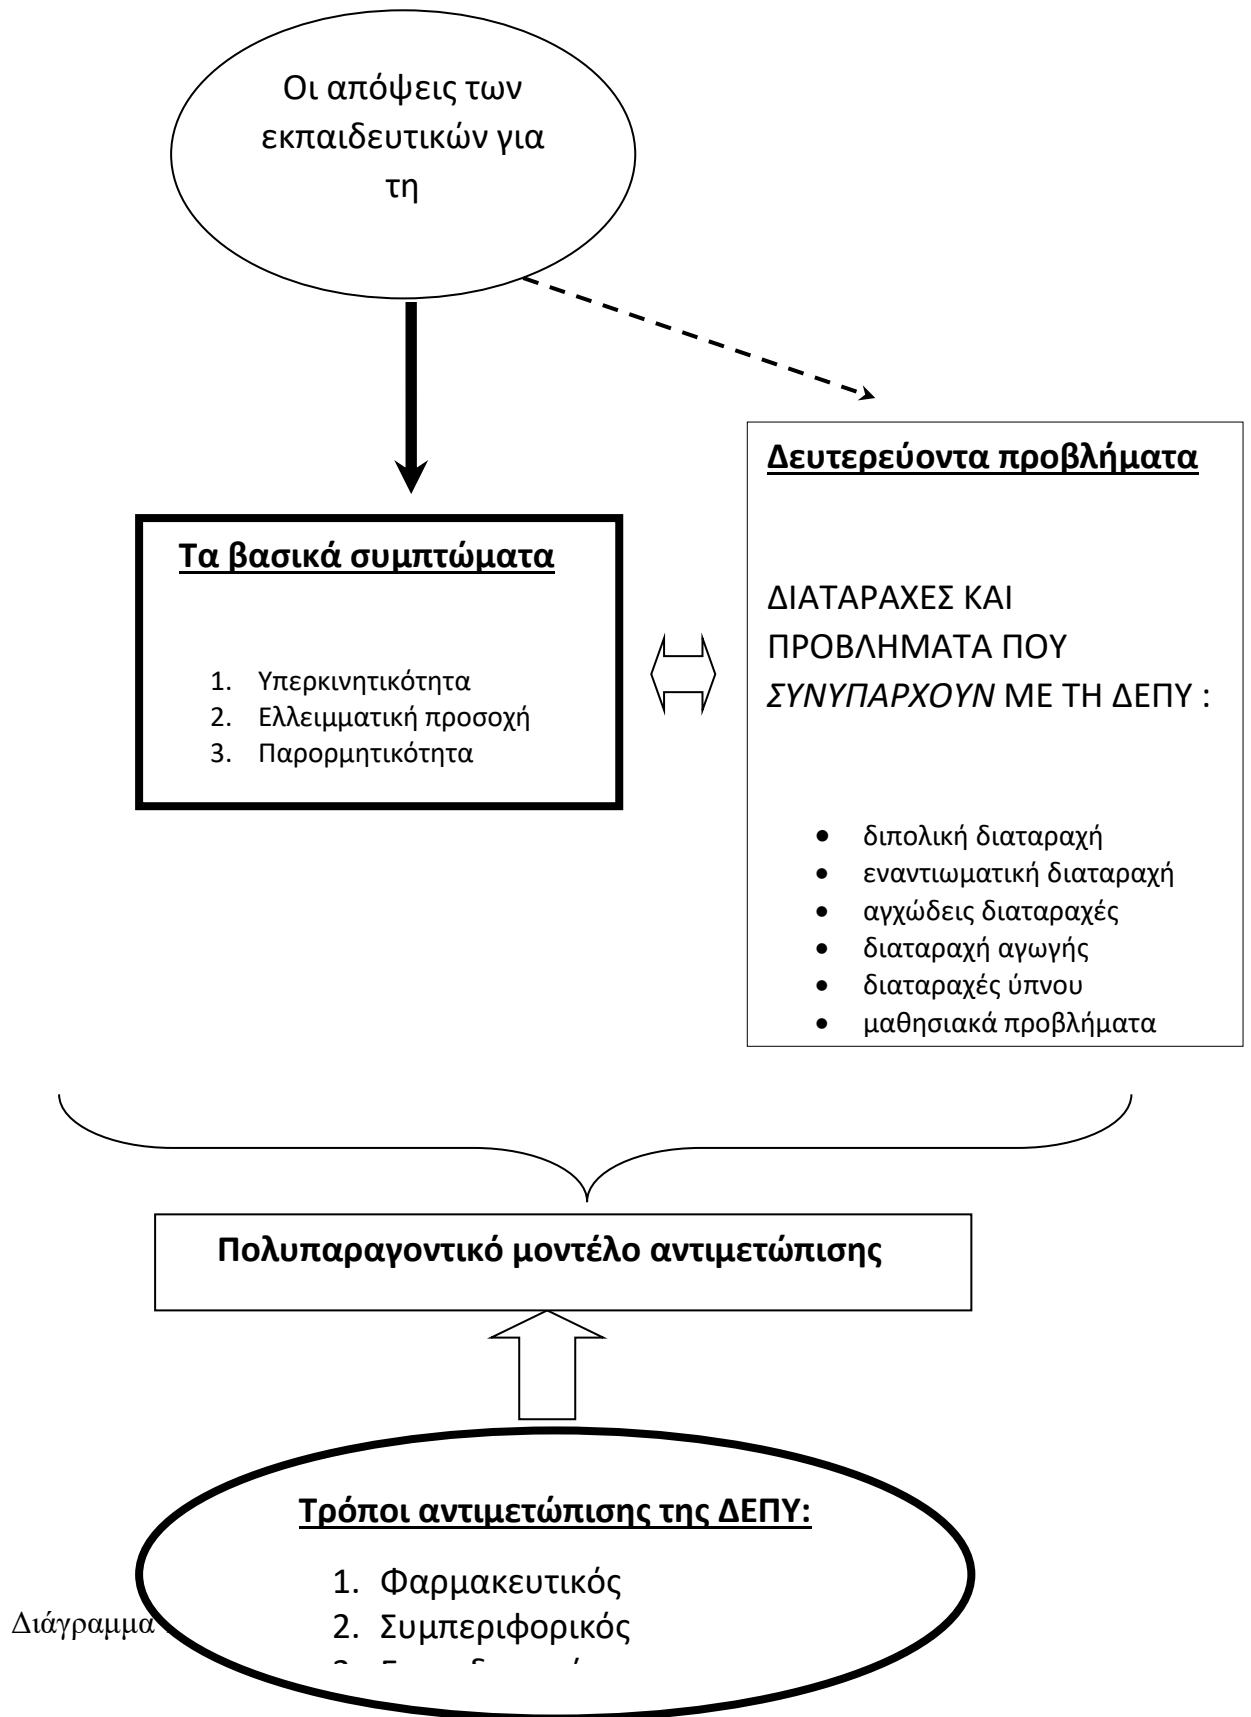 Οι απόψεις των
εκπαιδευτικών για
τη
Δευτερεύοντα προβλήματα
Τα βασικά συμπτώματα
ΔΙΑΤΑΡΑΧΕΣ ΚΑΙ
ΠΡΟΒΛΗΜΑΤΑ ΠΟΥ
ΣΥΝΥΠΑΡΧΟΥΝ ΜΕ ΤΗ ΔΕΠΥ :
1. Υπερκινητικότητα
2. Ελλειμματική προσοχή
3. Παρορμητικότητα
• διπολική διαταραχή
• εναντιωματική διαταραχή
• αγχώδεις διαταραχές
• διαταραχή αγωγής
• διαταραχές ύπνου
• μαθησιακά προβλήματα
Πολυπαραγοντικό μοντέλο αντιμετώπισης
Τρόποι αντιμετώπισης της ΔΕΠΥ:
1. Φαρμακευτικός
2. Συμπεριφορικός
Διάγραμμα